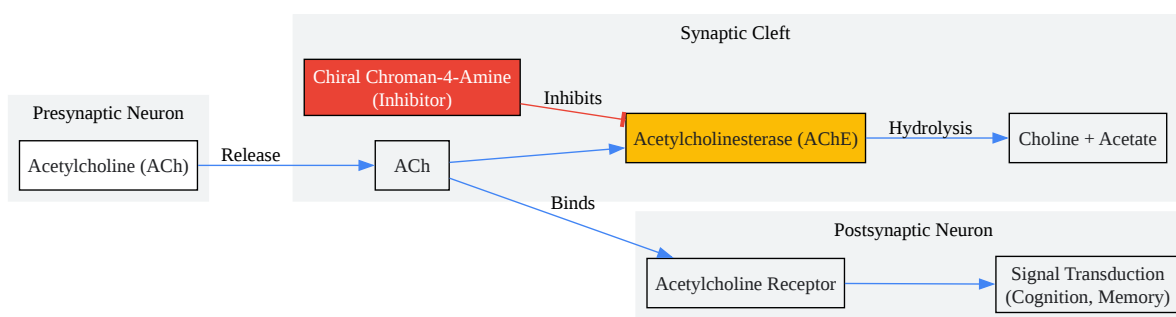 Synaptic Cleft
Chiral Chroman-4-Amine
(Inhibitor)
Inhibits
Presynaptic Neuron
Acetylcholine (ACh)
Release
ACh
Acetylcholinesterase (AChE)
Hydrolysis
Choline + Acetate
Binds
Postsynaptic Neuron
Acetylcholine Receptor
Signal Transduction
(Cognition, Memory)